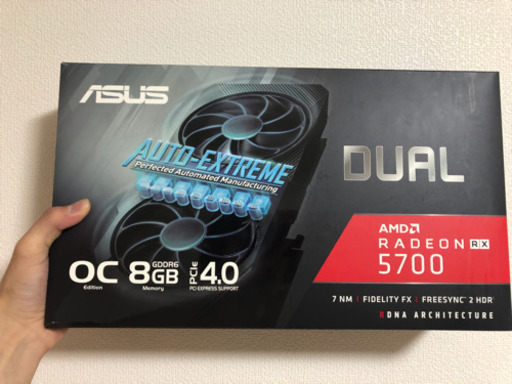 ASUS
AUTO-EXTREME
Perfected Automated Manufacturing
DUAL
AMD
RADEON RX
5700
OC
Edition
8GB
GDDR6
Memory
PCIe 4.0
PCI EXPRESS SUPPORT
7 NM | FIDELITY FX | FREESYNC 2 HDR
RDNA ARCHITECTURE